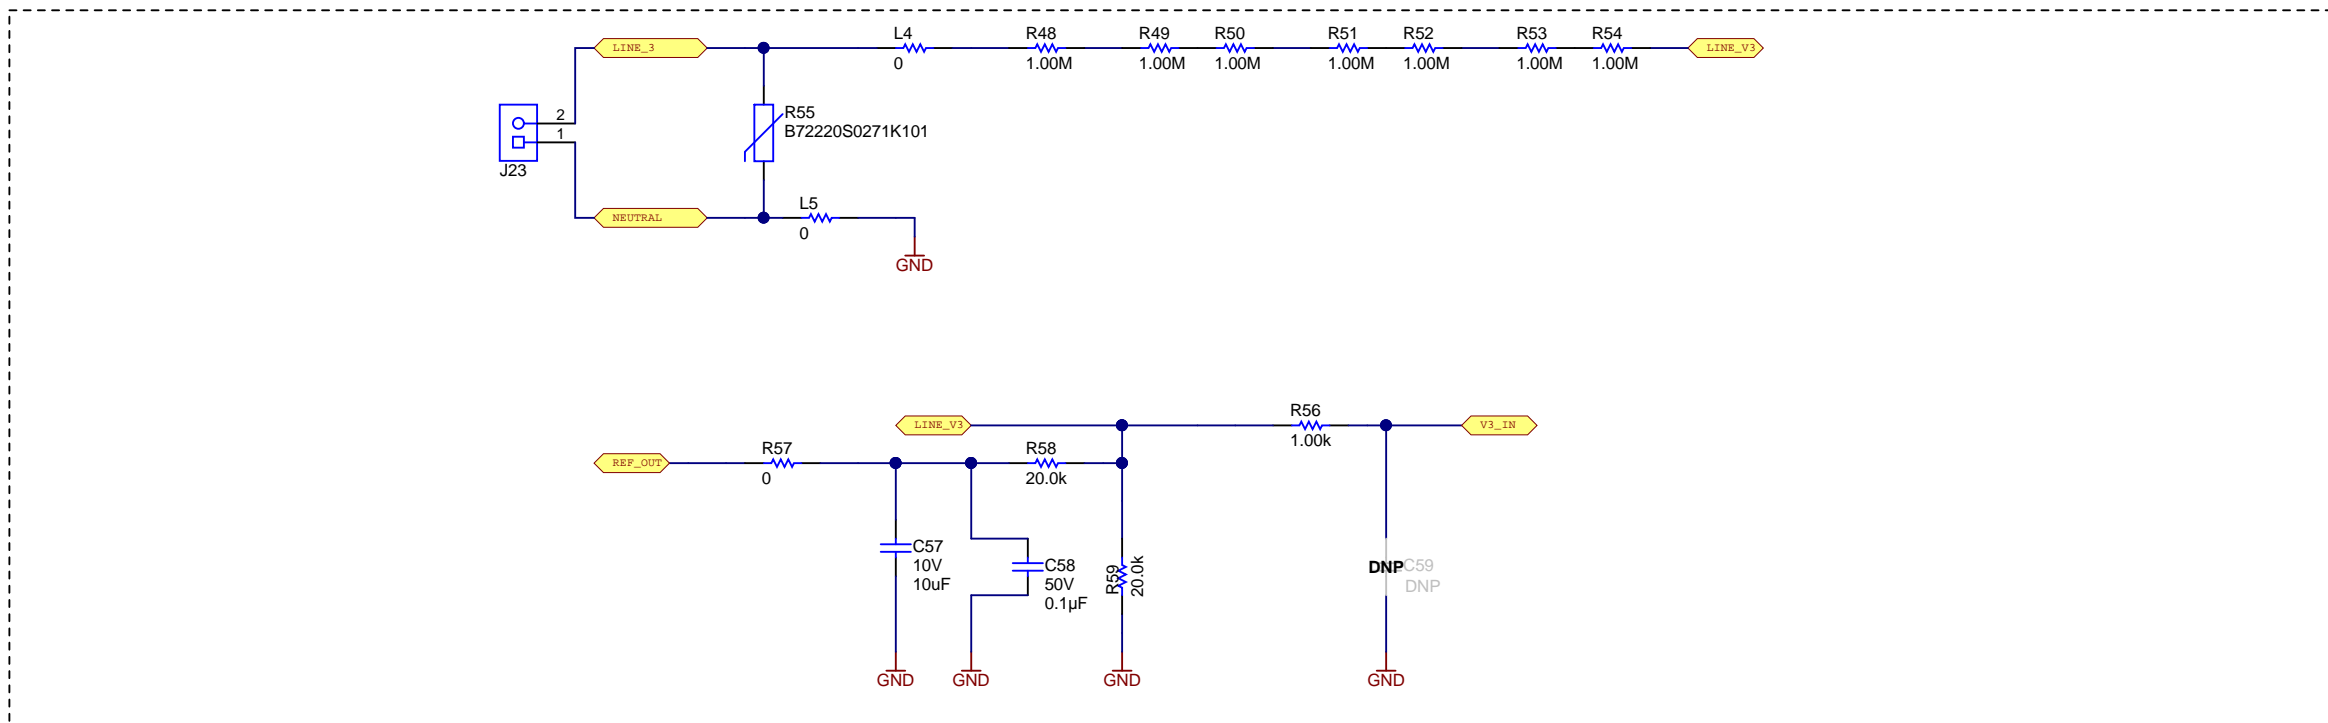 L4
R48
R49
R50
R51
R52
R53
R54
LINE_3
LINE_V3
0
1.00M
1.00M
1.00M
1.00M
1.00M
1.00M
1.00M
2
1
J23
R55
B72220S0271K101
L5
NEUTRAL
0
GND
R56
LINE_V3
V3_IN
1.00k
R57
R58
REF_OUT
0
20.0k
C57
10V
10uF
C58
50V
0.1µF
R59
20.0k
DNP
C59
DNP
GND
GND
GND
GND